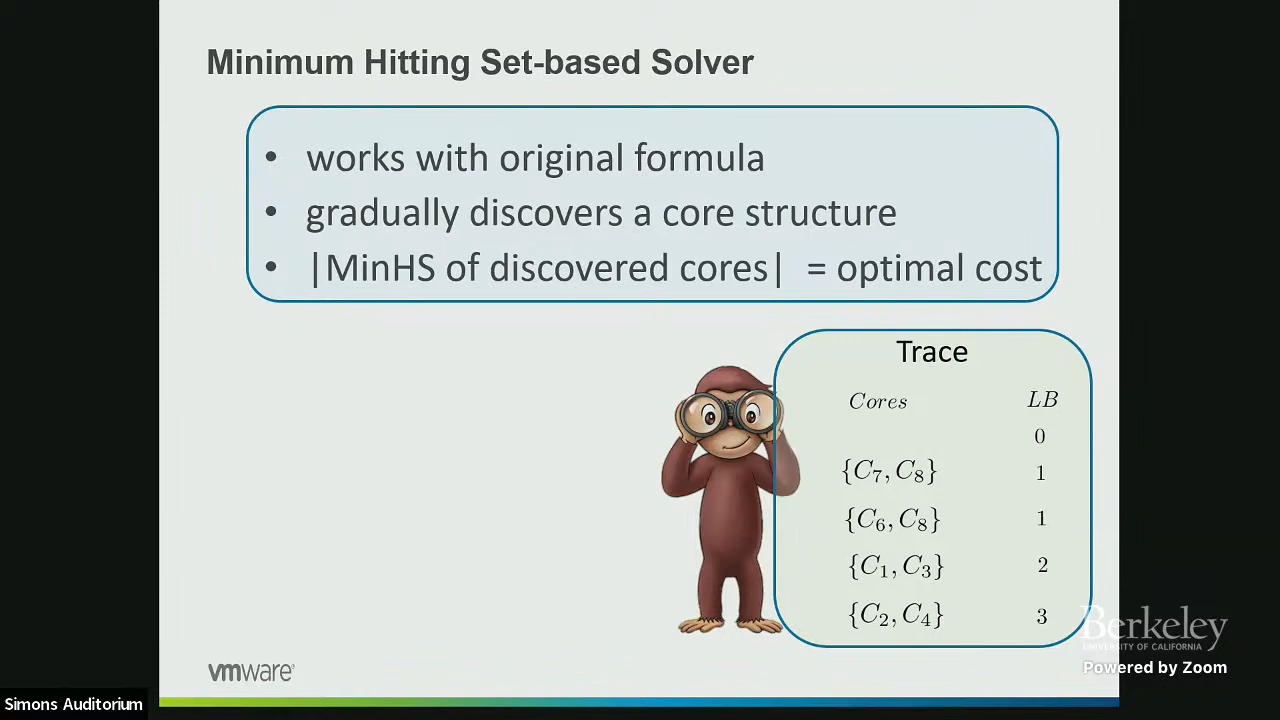 Minimum Hitting Set-based Solver
• works with original formula
• gradually discovers a core structure
• |MinHS of discovered cores| = optimal cost
Trace
Cores LB
0
{C₇, C₈} 1
{C₆, C₈} 1
{C₁, C₃} 2
{C₂, C₄} 3
Berkeley
UNIVERSITY OF CALIFORNIA
Powered by Zoom
vmware®
Simons Auditorium